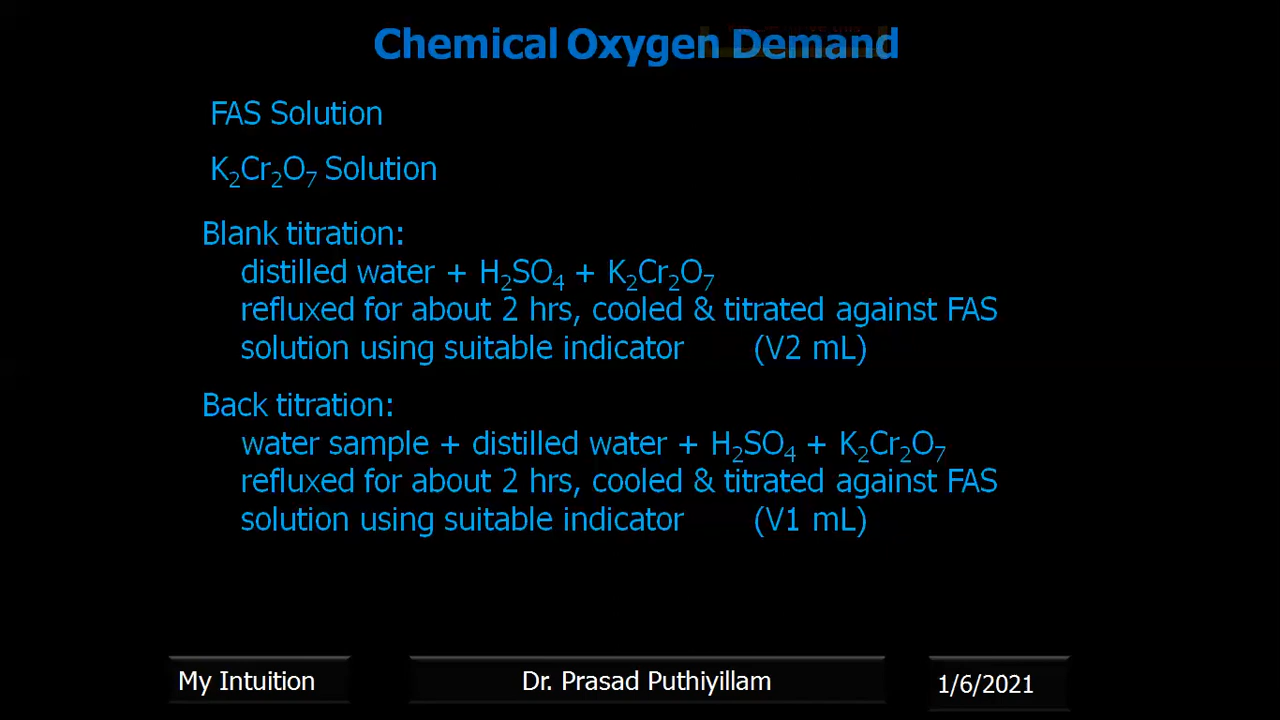 Chemical Oxygen Demand
FAS Solution
K₂Cr₂O₇ Solution
Blank titration:
distilled water + H₂SO₄ + K₂Cr₂O₇
refluxed for about 2 hrs, cooled & titrated against FAS
solution using suitable indicator (V2 mL)
Back titration:
water sample + distilled water + H₂SO₄ + K₂Cr₂O₇
refluxed for about 2 hrs, cooled & titrated against FAS
solution using suitable indicator (V1 mL)
My Intuition
Dr. Prasad Puthiyillam
1/6/2021